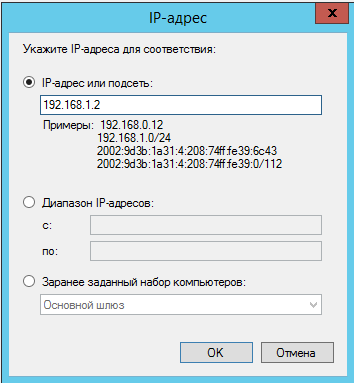 IP-адрес
x
Укажите IP-адреса для соответствия:
IP-адрес или подсеть:
192.168.1.2
Примеры: 192.168.0.12
192.168.1.0/24
2002:9d3b:1a31:4:208:74ff:fe39:6c43
2002:9d3b:1a31:4:208:74ff:fe39:0/112
Диапазон IP-адресов:
с:
по:
Заранее заданный набор компьютеров:
Основной шлюз
OK Отмена